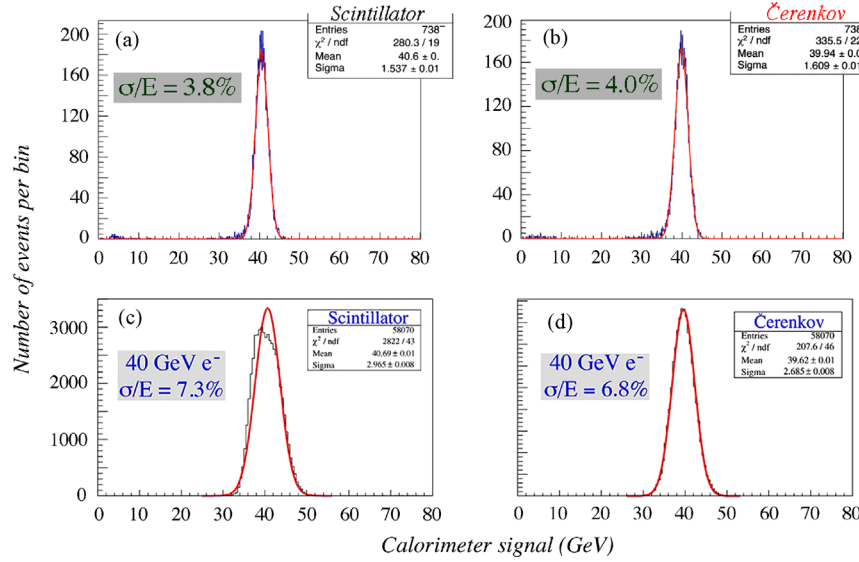 Scintillator
Entries 738
χ² / ndf 280.3 / 19
Mean 40.6 ± 0.
Sigma 1.537 ± 0.01
(a)
σ/E = 3.8%
200
160
120
80
40
0
0 10 20 30 40 50 60 70 80
Čerenkov
Entries 738
χ² / ndf 335.5 / 22
Mean 39.94 ± 0.0
Sigma 1.609 ± 0.01
(b)
σ/E = 4.0%
200
160
120
80
40
0
0 10 20 30 40 50 60 70 80
Number of events per bin
(c)
40 GeV e⁻
σ/E = 7.3%
Scintillator
Entries 58070
χ² / ndf 2822 / 43
Mean 40.69 ± 0.01
Sigma 2.965 ± 0.008
3000
2000
1000
0
0 10 20 30 40 50 60 70 80
(d)
40 GeV e⁻
σ/E = 6.8%
Čerenkov
Entries 58070
χ² / ndf 207.6 / 46
Mean 39.62 ± 0.01
Sigma 2.685 ± 0.008
0 10 20 30 40 50 60 70 80
Calorimeter signal (GeV)